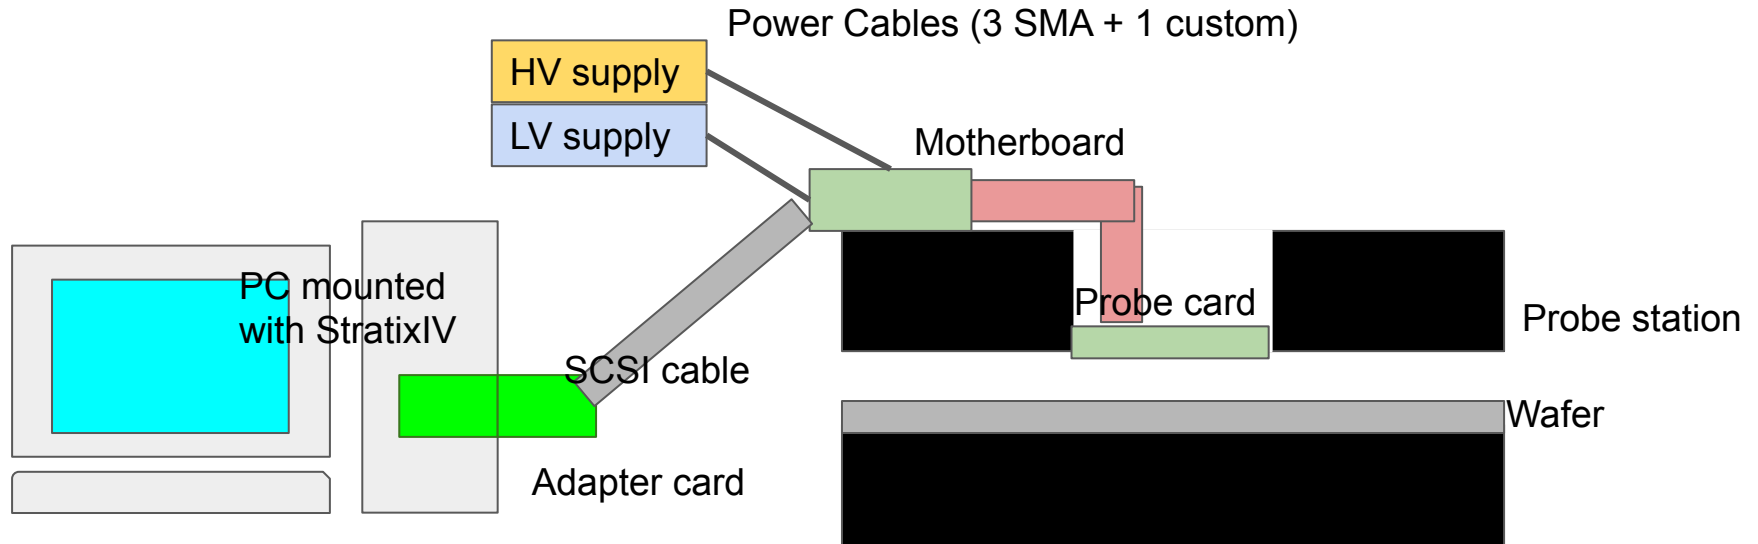 Power Cables (3 SMA + 1 custom)
HV supply
LV supply
Motherboard
PC mounted
with StratixIV
Probe card
Probe station
SCSI cable
Wafer
Adapter card